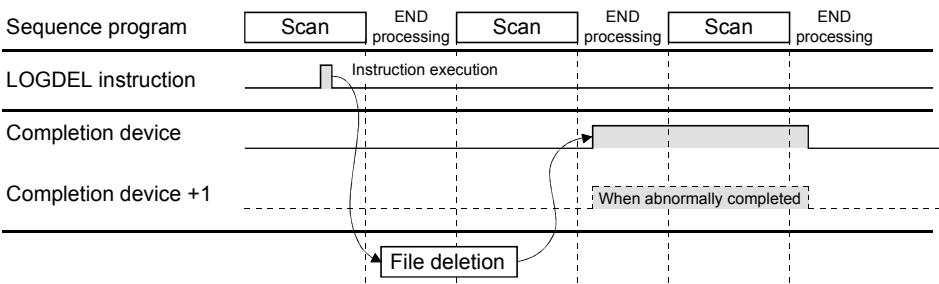 Sequence program
Scan
END
processing
Scan
END
processing
Scan
END
processing
LOGDEL instruction
Instruction execution
Completion device
Completion device +1
When abnormally completed
File deletion